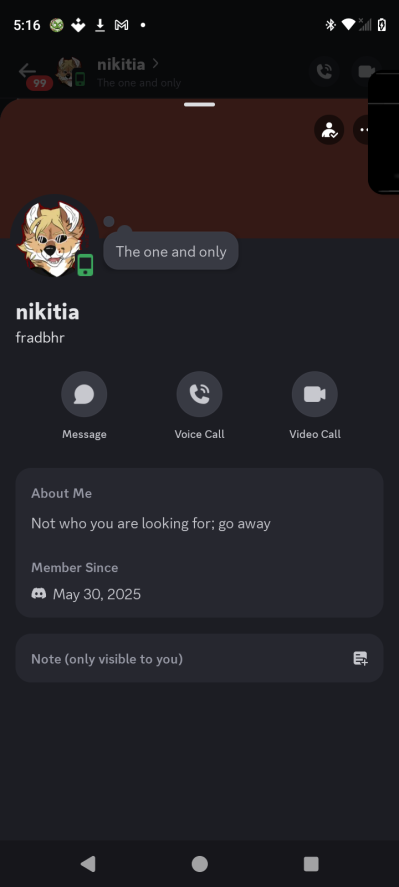 5:16
nikitia
The one and only
99
The one and only
nikitia
fradbhr
Message
Voice Call
Video Call
About Me
Not who you are looking for; go away
Member Since
May 30, 2025
Note (only visible to you)